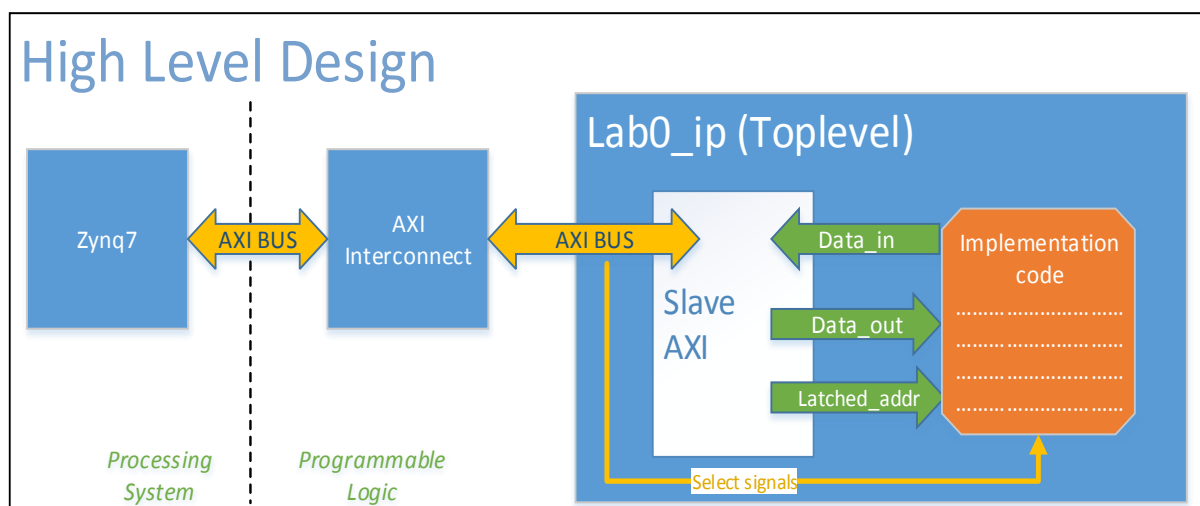 High Level Design
Lab0_ip (Toplevel)
Zynq7
AXI BUS
AXI
Interconnect
AXI BUS
Slave
AXI
Data_in
Data_out
Latched_addr
Implementation
code
......... .......................
......... .......................
......... .......................
......... .......................
Select signals
Processing
System
Programmable
Logic